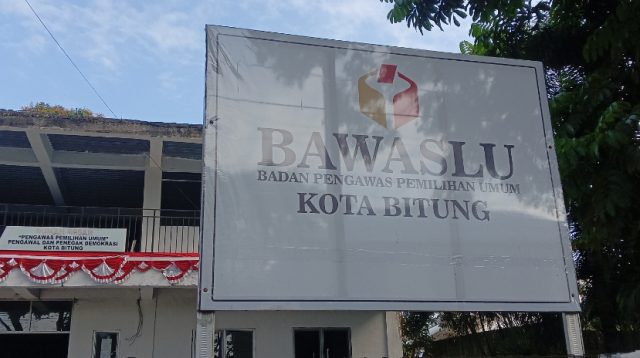 BAWASLU
BADAN PENGAWAS PEMILIHAN UMUM
KOTA BITUNG
"PENGAWAS PEMILIHAN UMUM"
PENGAWAL DAN PENEGAK DEMOKRASI
KOTA BITUNG